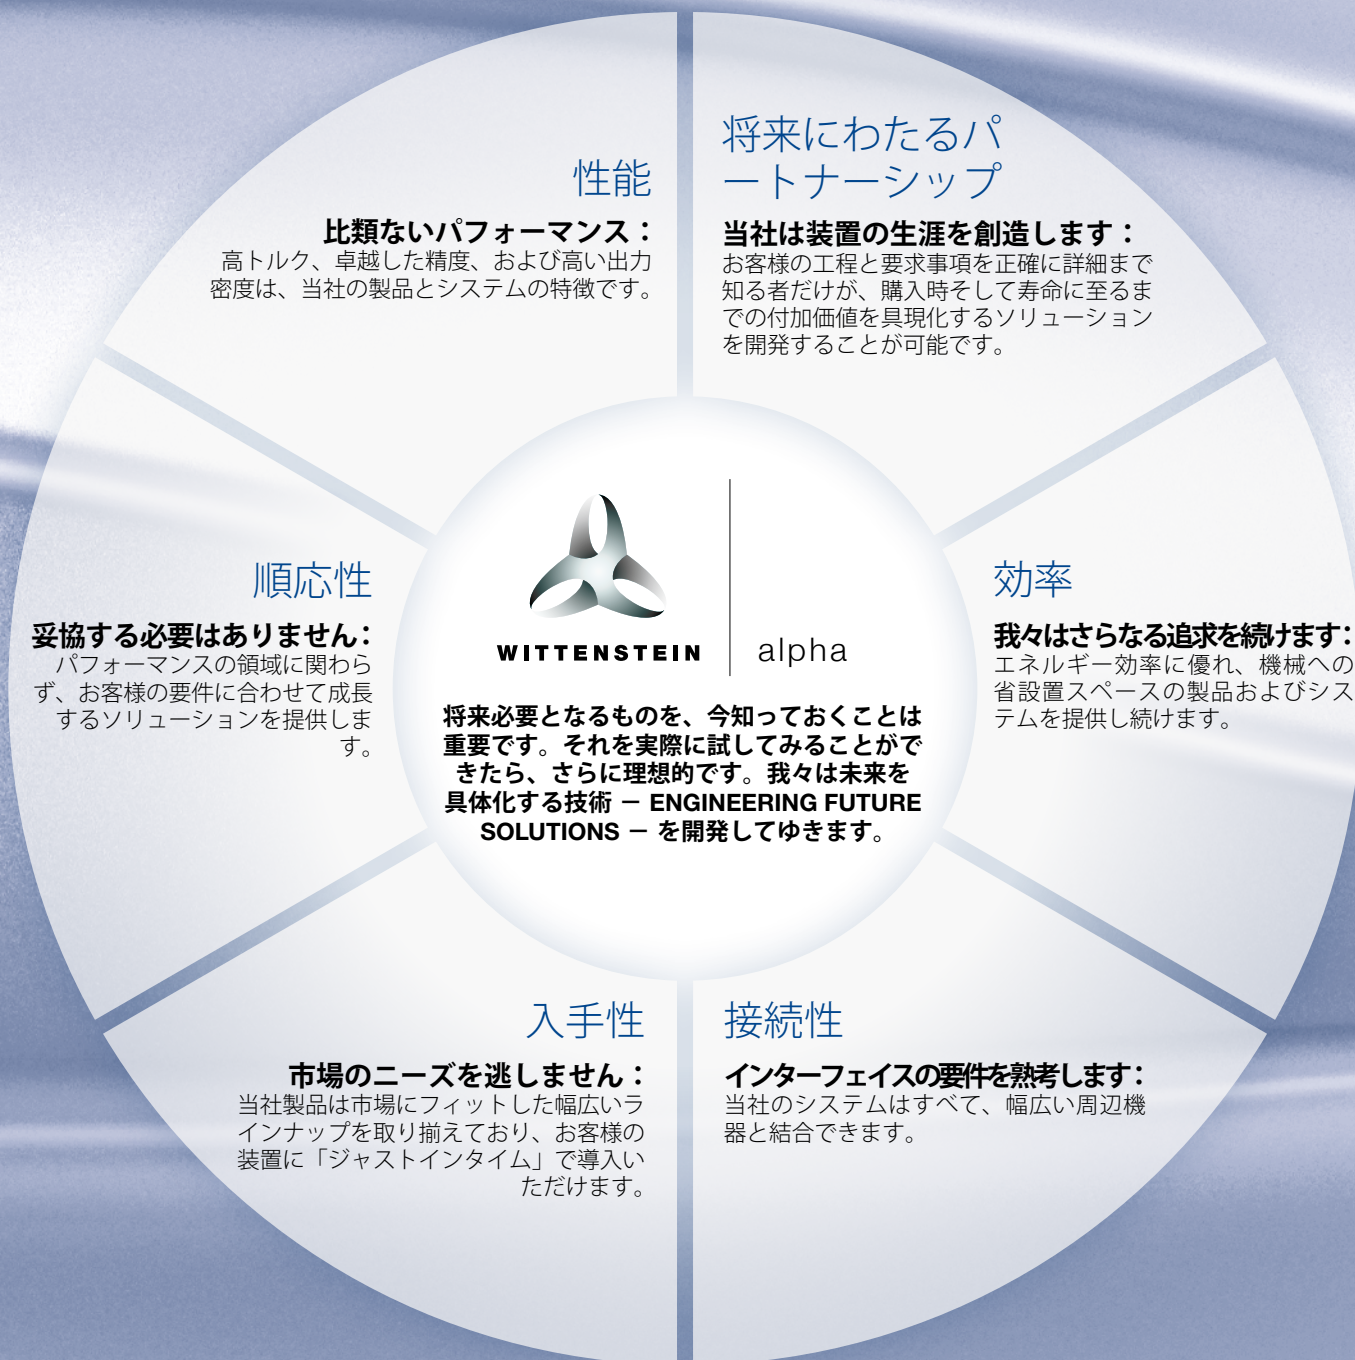 性能
比類ないパフォーマンス：
高トルク、卓越した精度、および高い出力
密度は、当社の製品とシステムの特徴です。
将来にわたるパ
ートナーシップ
当社は装置の生涯を創造します：
お客様の工程と要求事項を正確に詳細まで
知る者だけが、購入時そして寿命に至るま
での付加価値を具現化するソリューション
を開発することが可能です。
順応性
妥協する必要はありません：
パフォーマンスの領域に関わら
ず、お客様の要件に合わせて成長
するソリューションを提供しま
す。
WITTENSTEIN
alpha
将来必要となるものを、今知っておくことは
重要です。それを実際に試してみることがで
きたら、さらに理想的です。我々は未来を
具体化する技術 － ENGINEERING FUTURE
SOLUTIONS － を開発してゆきます。
効率
我々はさらなる追求を続けます：
エネルギー効率に優れ、機械への
省設置スペースの製品およびシス
テムを提供し続けます。
入手性
市場のニーズを逃しません：
当社製品は市場にフィットした幅広いラ
インナップを取り揃えており、お客様の
装置に「ジャストインタイム」で導入い
ただけます。
接続性
インターフェイスの要件を熟考します：
当社のシステムはすべて、幅広い周辺機
器と結合できます。